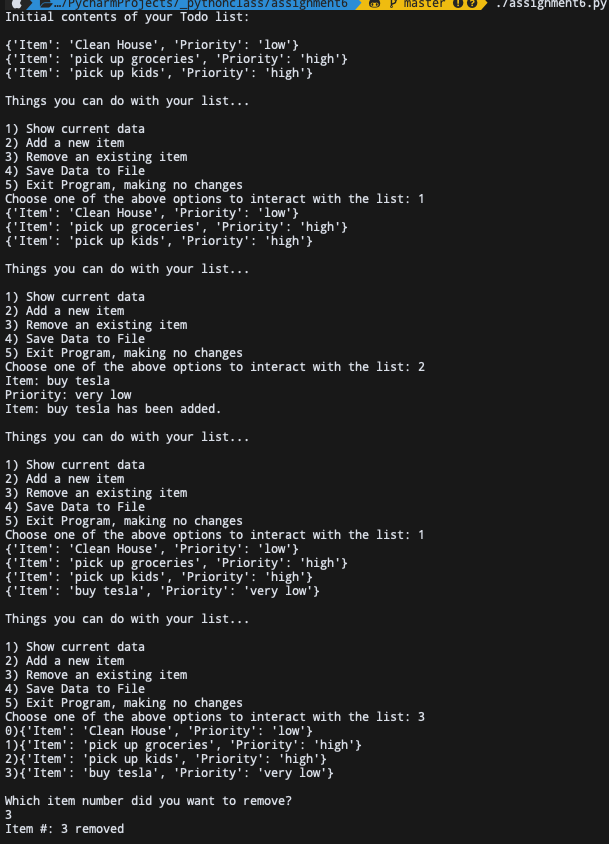 …/PycharmProjects/_pythonclass/assignment6 master ./assignment6.py
Initial contents of your Todo list:
{'Item': 'Clean House', 'Priority': 'low'}
{'Item': 'pick up groceries', 'Priority': 'high'}
{'Item': 'pick up kids', 'Priority': 'high'}
Things you can do with your list...
1) Show current data
2) Add a new item
3) Remove an existing item
4) Save Data to File
5) Exit Program, making no changes
Choose one of the above options to interact with the list: 1
{'Item': 'Clean House', 'Priority': 'low'}
{'Item': 'pick up groceries', 'Priority': 'high'}
{'Item': 'pick up kids', 'Priority': 'high'}
Things you can do with your list...
1) Show current data
2) Add a new item
3) Remove an existing item
4) Save Data to File
5) Exit Program, making no changes
Choose one of the above options to interact with the list: 2
Item: buy tesla
Priority: very low
Item: buy tesla has been added.
Things you can do with your list...
1) Show current data
2) Add a new item
3) Remove an existing item
4) Save Data to File
5) Exit Program, making no changes
Choose one of the above options to interact with the list: 1
{'Item': 'Clean House', 'Priority': 'low'}
{'Item': 'pick up groceries', 'Priority': 'high'}
{'Item': 'pick up kids', 'Priority': 'high'}
{'Item': 'buy tesla', 'Priority': 'very low'}
Things you can do with your list...
1) Show current data
2) Add a new item
3) Remove an existing item
4) Save Data to File
5) Exit Program, making no changes
Choose one of the above options to interact with the list: 3
0){'Item': 'Clean House', 'Priority': 'low'}
1){'Item': 'pick up groceries', 'Priority': 'high'}
2){'Item': 'pick up kids', 'Priority': 'high'}
3){'Item': 'buy tesla', 'Priority': 'very low'}
Which item number did you want to remove?
3
Item #: 3 removed